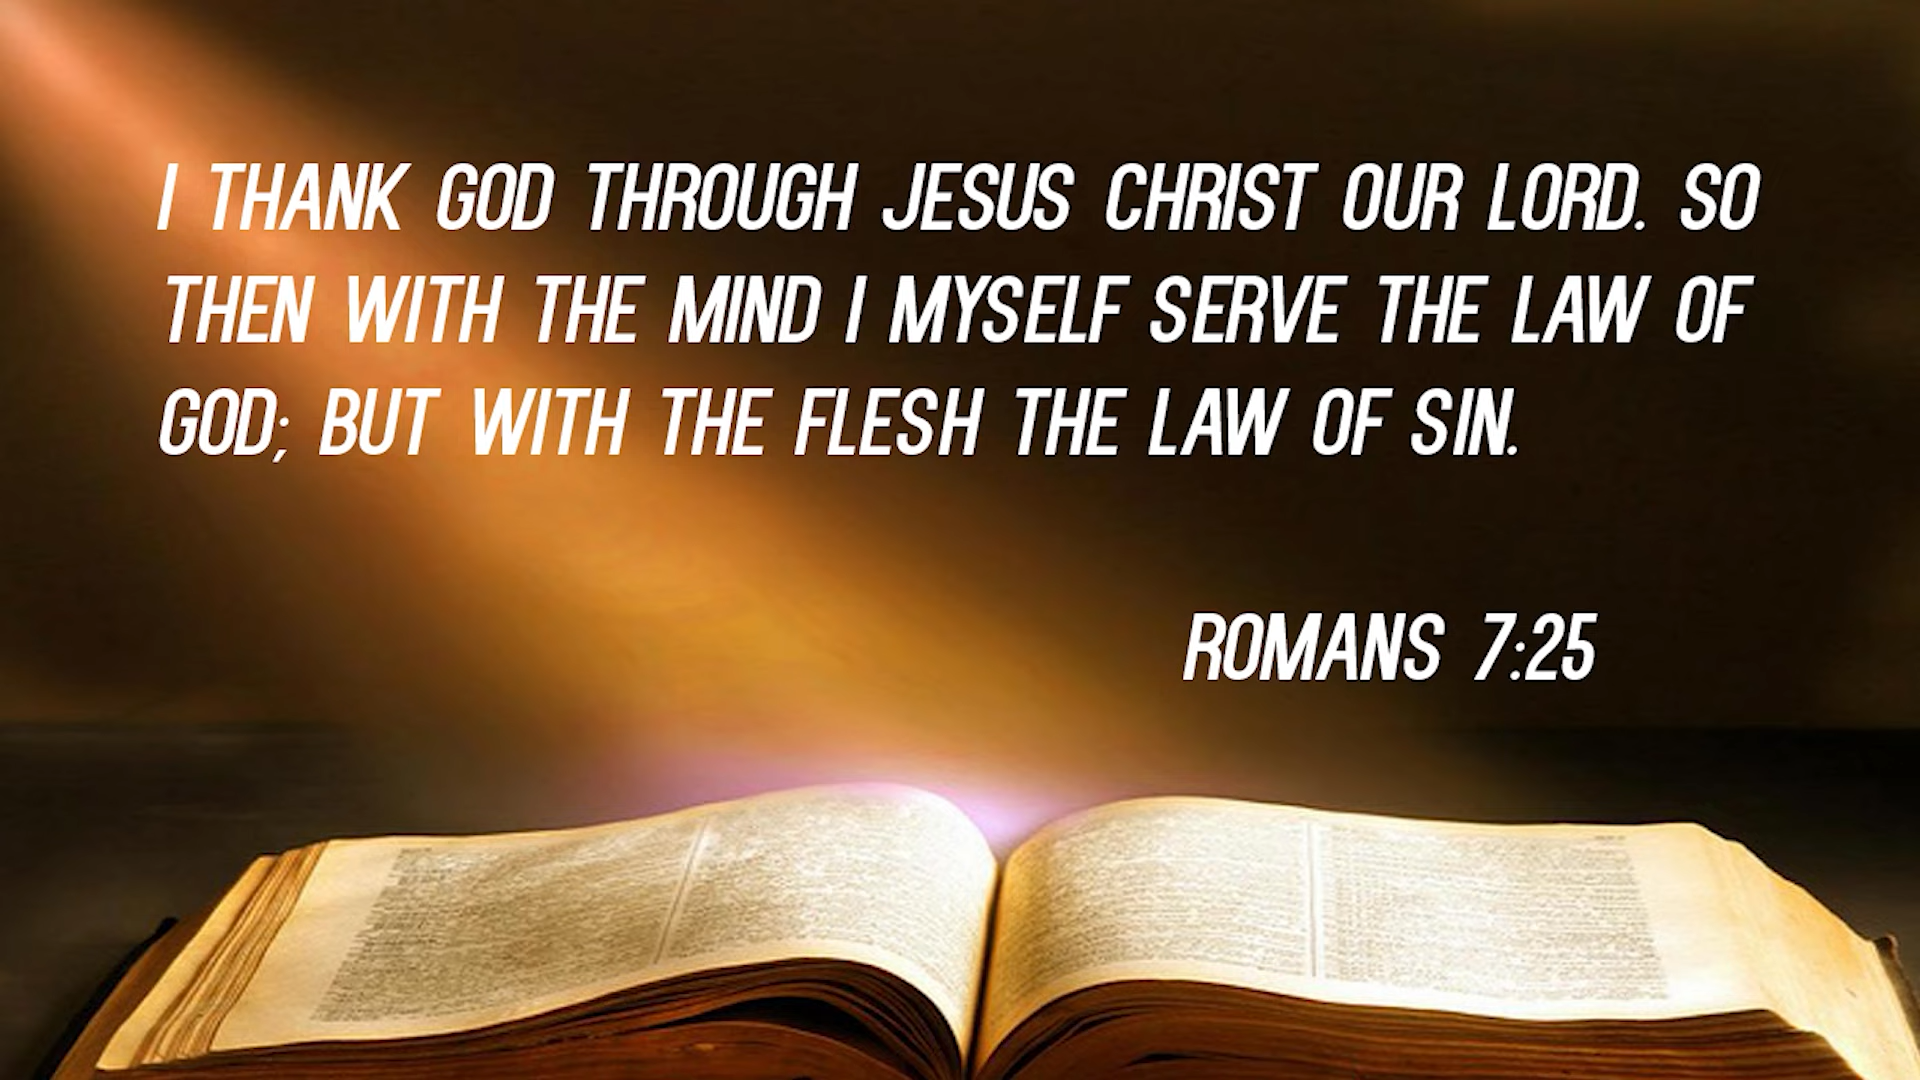 I THANK GOD THROUGH JESUS CHRIST OUR LORD. SO
THEN WITH THE MIND I MYSELF SERVE THE LAW OF
GOD; BUT WITH THE FLESH THE LAW OF SIN.
ROMANS 7:25